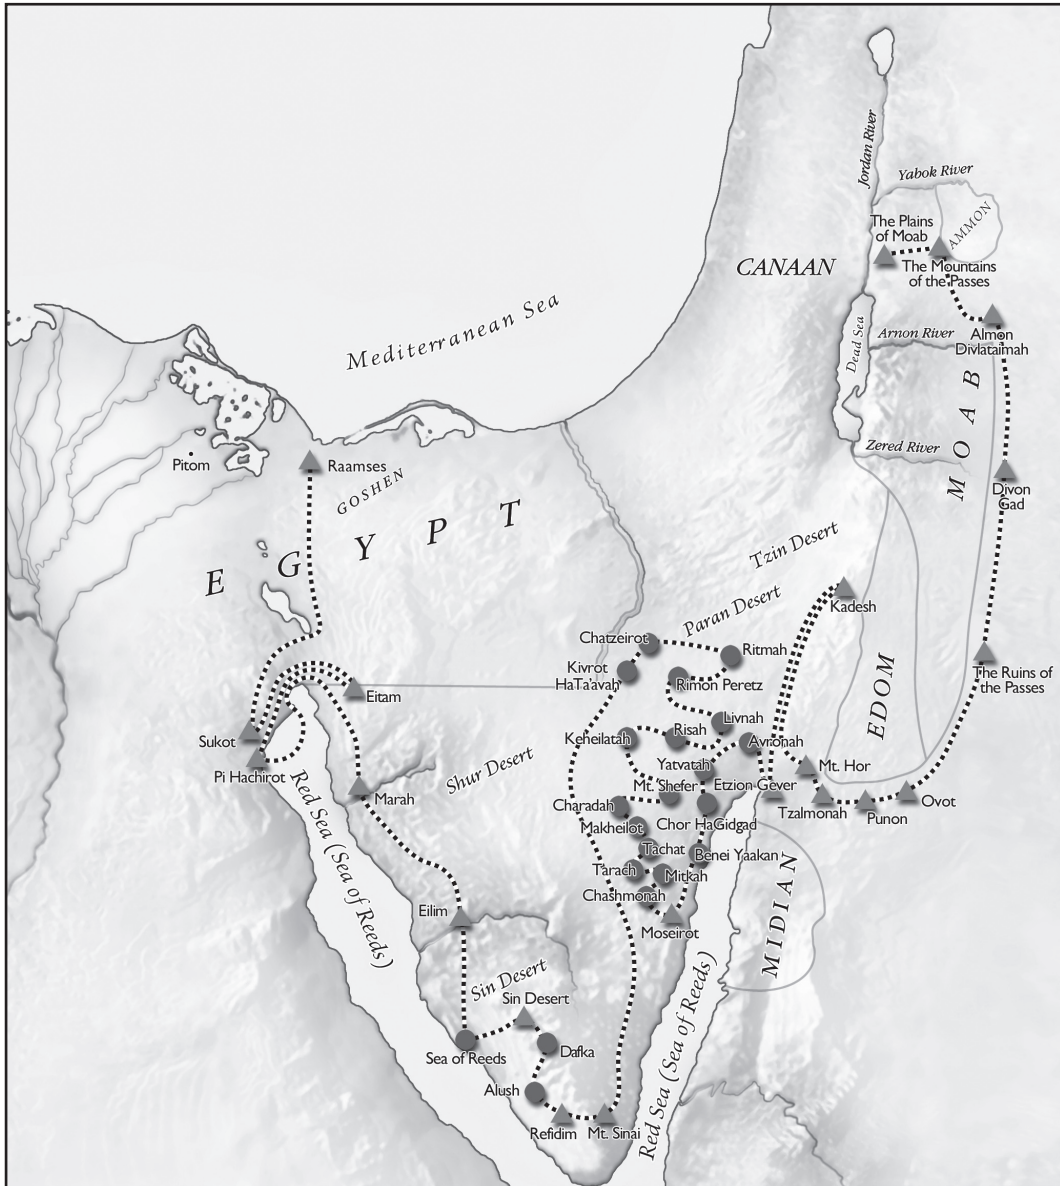 Jordan River
Yabok River
AMMON
The Plains
of Moab
The Mountains
of the Passes
CANAAN
Mediterranean Sea
Dead Sea
Arnon River
Almon
Divlataimah
MOAB
Zered River
Divon
Gad
Pitom
Raamses
GOSHEN
EGYPT
Tzin Desert
Kadesh
Paran Desert
Chatzeirot
Ritmah
Kivrot
HaTa'avah
Rimon Peretz
EDOM
The Ruins of
the Passes
Eitam
Sukot
Pi Hachirot
Livnah
Risah
Keheilatah
Avronah
Yatvatah
Mt. Hor
Mt. Shefer
Etzion Gever
Shur Desert
Marah
Charadah
Tzalmonah
Punon
Ovot
Makheilot
Chor HaGidgad
Tachat
Benei Yaakan
Tarach
Mitkah
Chashmonah
Moseirot
MIDIAN
Red Sea (Sea of Reeds)
Eilim
Sin Desert
Sin Desert
Sea of Reeds
Dafka
Alush
Refidim
Mt. Sinai
Red Sea (Sea of Reeds)